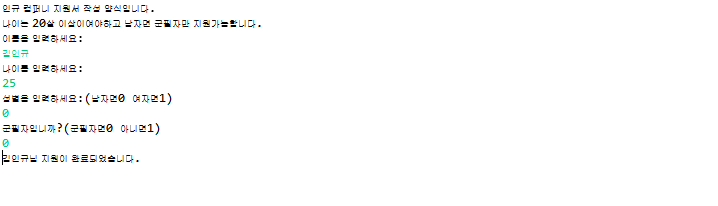 민규 컴퍼니 지원서 작성 양식입니다.
나이는 20살 이상이여야하고 남자면 군필자만 지원가능합니다.
이름을 입력하세요:
김민규
나이를 입력하세요:
25
성별을 입력하세요:(남자면0 여자면1)
0
군필자입니까?(군필자면0 아니면1)
0
김민규님 지원이 완료되었습니다.